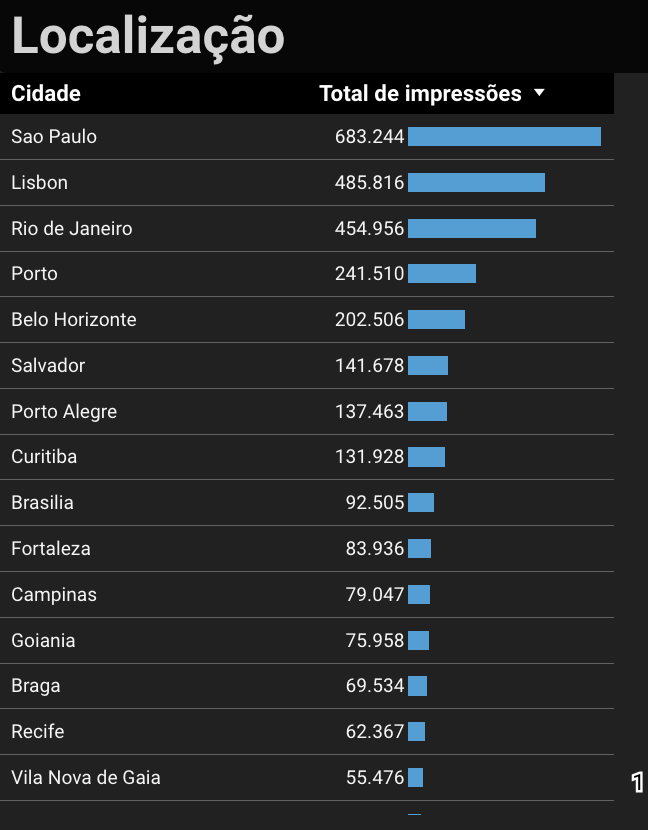 Localização
Cidade Total de impressões
Sao Paulo 683.244
Lisbon 485.816
Rio de Janeiro 454.956
Porto 241.510
Belo Horizonte 202.506
Salvador 141.678
Porto Alegre 137.463
Curitiba 131.928
Brasilia 92.505
Fortaleza 83.936
Campinas 79.047
Goiania 75.958
Braga 69.534
Recife 62.367
Vila Nova de Gaia 55.476
1